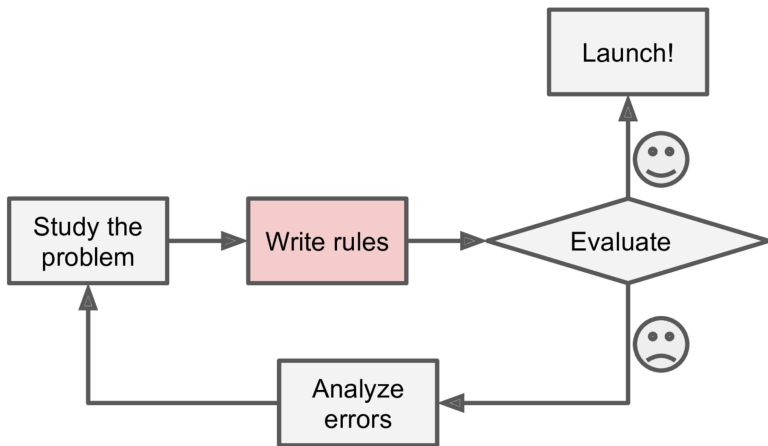 Launch!
Study the
problem
Write rules
Evaluate
Analyze
errors